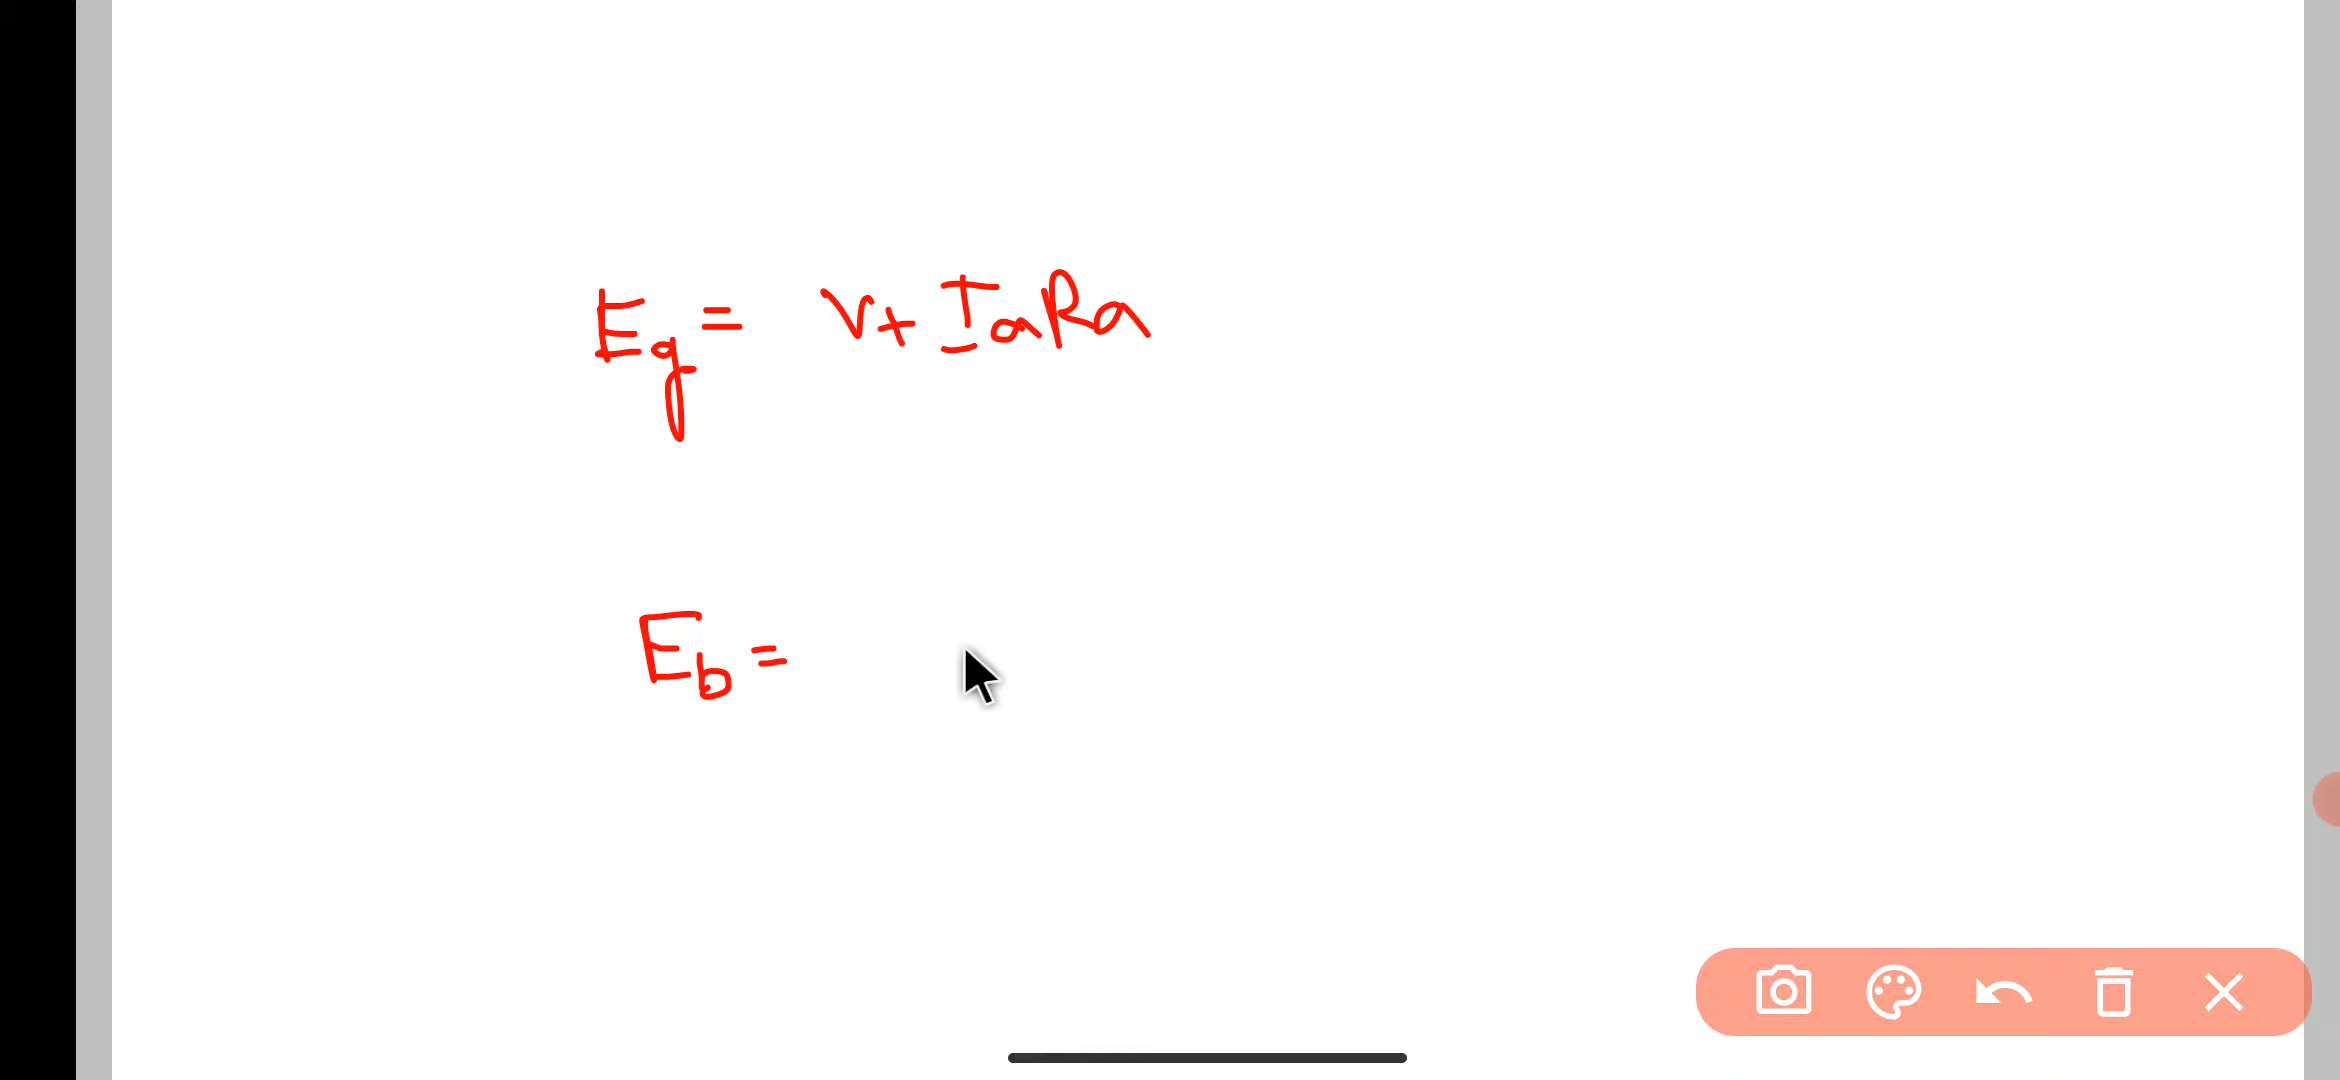 Eg = V + IaRa
Eb =